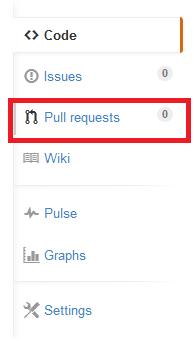 Code
Issues 0
Pull requests 0
Wiki
Pulse
Graphs
Settings